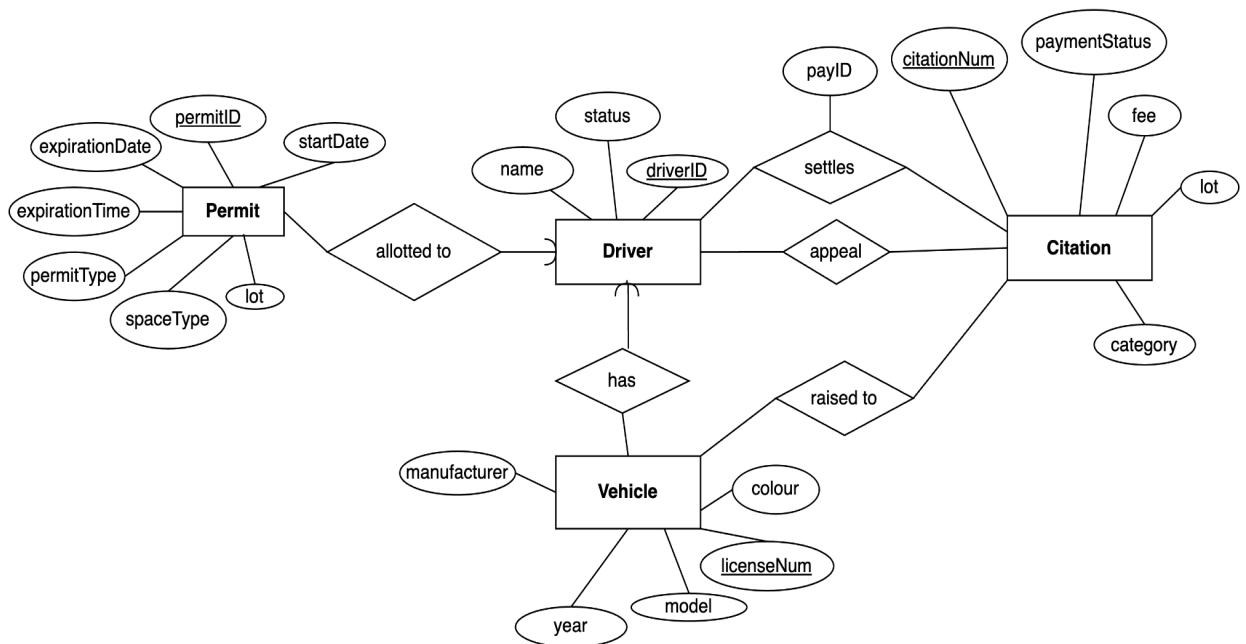 paymentStatus
citationNum
payID
fee
status
permitID
startDate
expirationDate
name
driverID
settles
lot
expirationTime
Permit
allotted to
Driver
appeal
Citation
permitType
lot
spaceType
category
has
raised to
manufacturer
Vehicle
colour
licenseNum
model
year